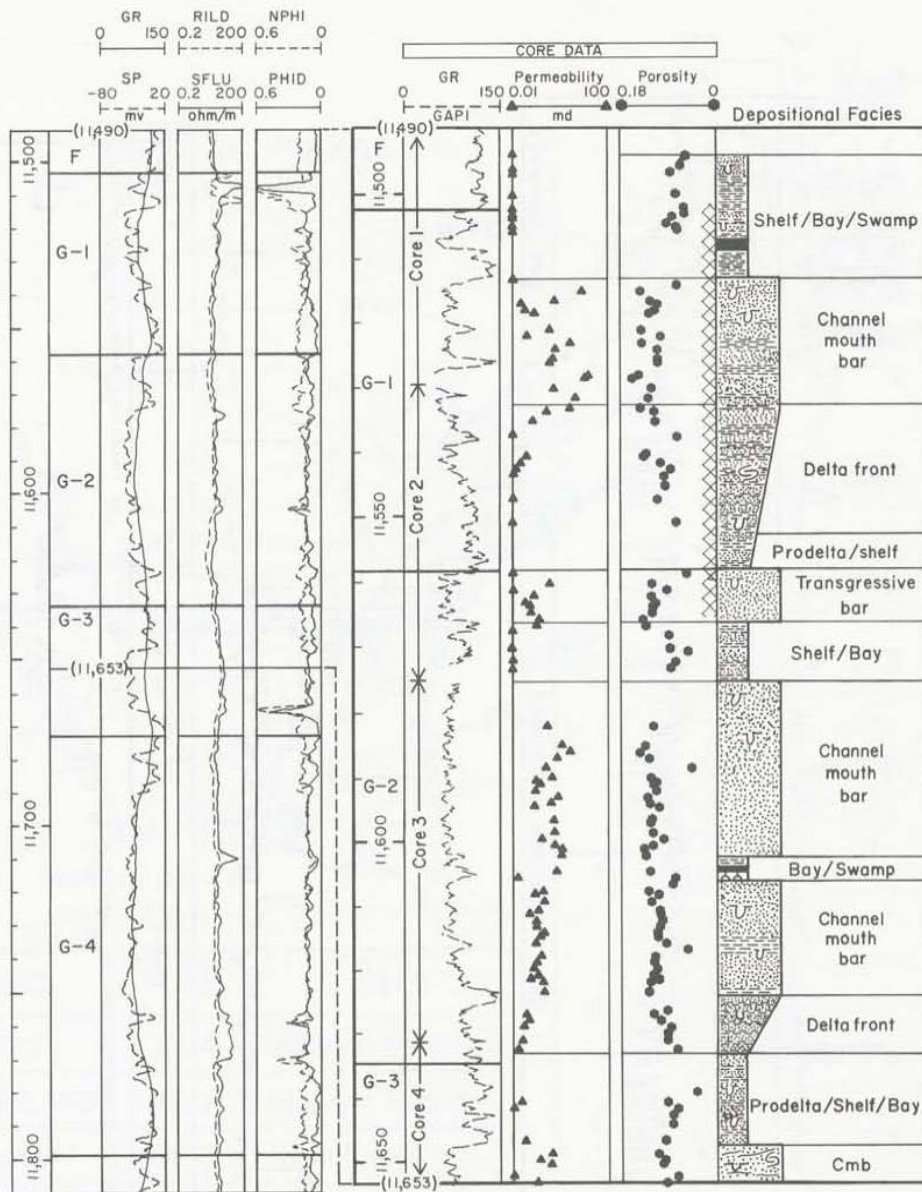 GR RILD NPHI
0 150 0.2 200 0.6 0
SP SFLU PHID
-80 20 0.2 200 0.6 0
mv ohm/m
CORE DATA
GR Permeability Porosity
0 150 0.01 100 0.18 0
GAPI md Depositional Facies
(11,490)
(11,490)
F
F
11,500
11,500
G-1
G-1
G-2
G-2
11,600
11,550
G-3
(11,653)
11,700
11,600
G-4
G-3
11,800
11,650
(11,653)
Core 1
Core 2
Core 3
Core 4
Shelf/Bay/Swamp
Channel
mouth
bar
Delta front
Prodelta/shelf
Transgressive
bar
Shelf/Bay
Channel
mouth
bar
Bay/Swamp
Channel
mouth
bar
Delta front
Prodelta/Shelf/Bay
Cmb